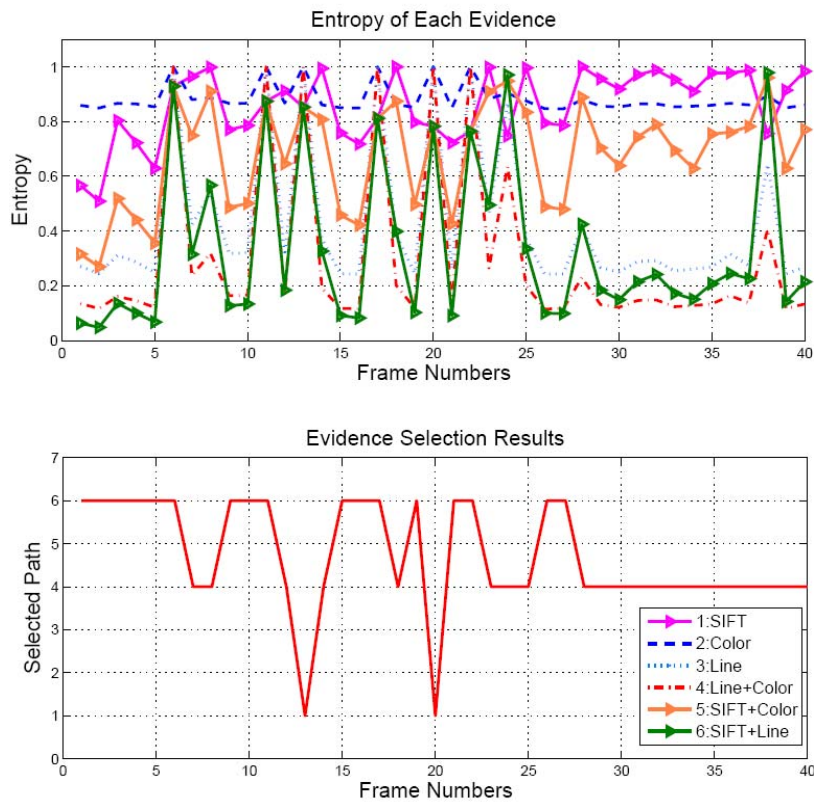 Entropy of Each Evidence
Entropy
1
0.8
0.6
0.4
0.2
0
0 5 10 15 20 25 30 35 40
Frame Numbers
Evidence Selection Results
Selected Path
7
6
5
4
3
2
1
0
1:SIFT
2:Color
3:Line
4:Line+Color
5:SIFT+Color
6:SIFT+Line
0 5 10 15 20 25 30 35 40
Frame Numbers